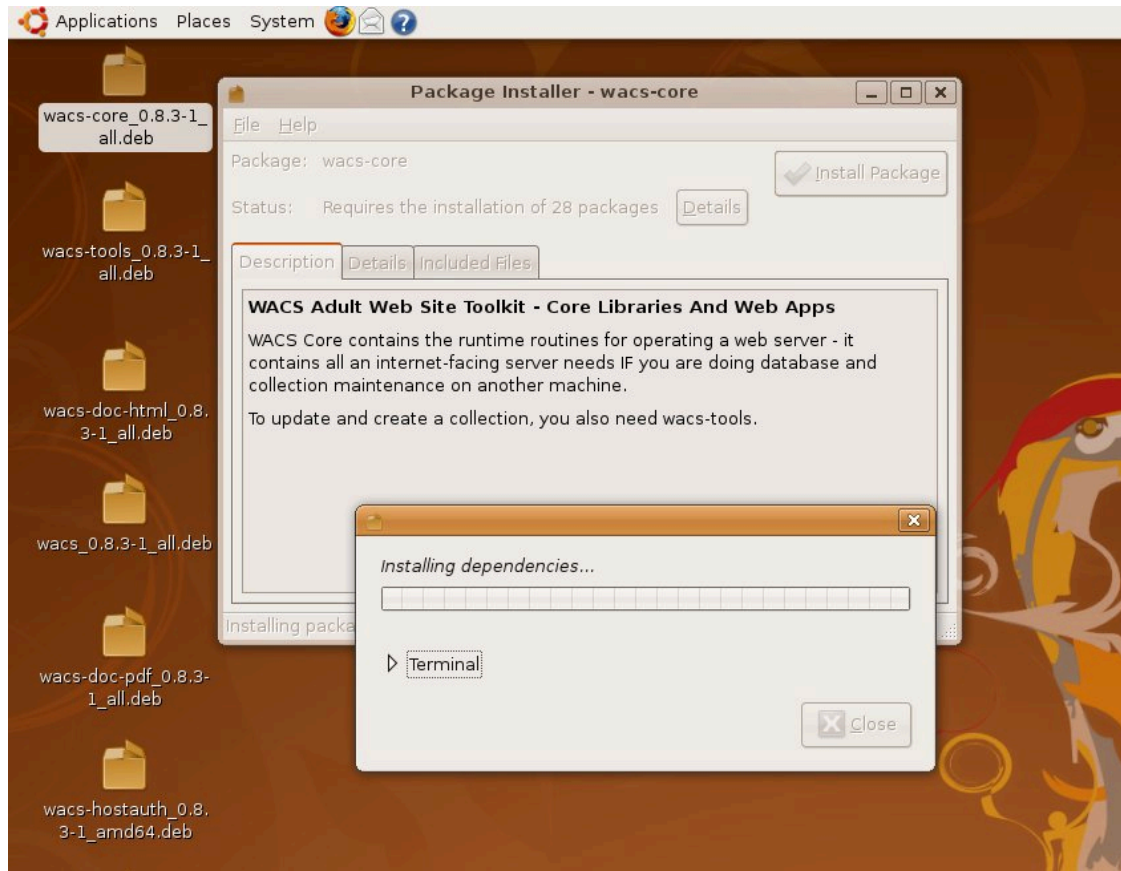 Applications Places System
wacs-core_0.8.3-1_
all.deb
wacs-tools_0.8.3-1_
all.deb
wacs-doc-html_0.8.
3-1_all.deb
wacs_0.8.3-1_all.deb
wacs-doc-pdf_0.8.3-
1_all.deb
wacs-hostauth_0.8.
3-1_amd64.deb
Package Installer - wacs-core
File Help
Package: wacs-core
Install Package
Status: Requires the installation of 28 packages Details
Description Details Included Files
WACS Adult Web Site Toolkit - Core Libraries And Web Apps
WACS Core contains the runtime routines for operating a web server - it
contains all an internet-facing server needs IF you are doing database and
collection maintenance on another machine.
To update and create a collection, you also need wacs-tools.
Installing packa
Installing dependencies...
Terminal
Close